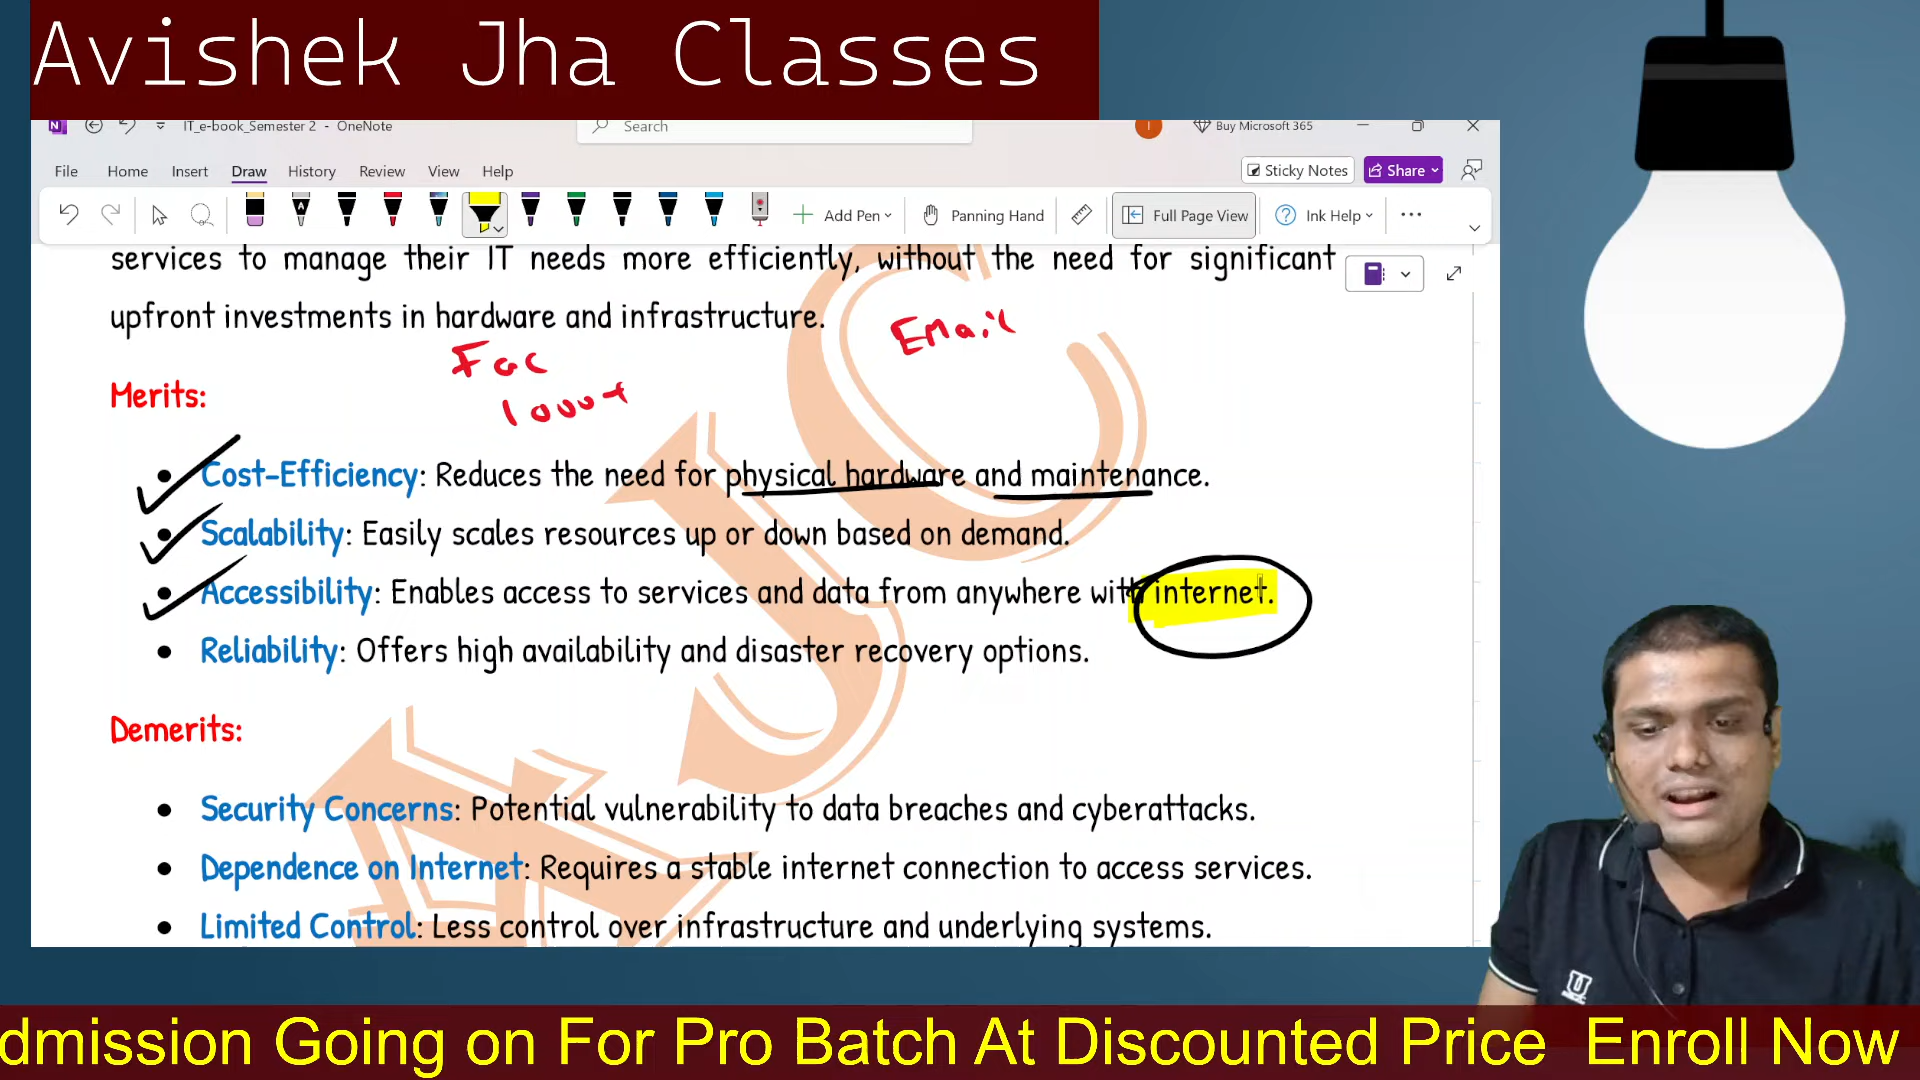 Avishek Jha Classes
IT_e-book_Semester 2 - OneNote
Search
Buy Microsoft 365
File Home Insert Draw History Review View Help
Sticky Notes
Share
Add Pen
Panning Hand
Full Page View
Ink Help
services to manage their IT needs more efficiently, without the need for significant
upfront investments in hardware and infrastructure.
Email
1000+
Merits:
• Cost-Efficiency: Reduces the need for physical hardware and maintenance.
• Scalability: Easily scales resources up or down based on demand.
• Accessibility: Enables access to services and data from anywhere with internet.
• Reliability: Offers high availability and disaster recovery options.
Demerits:
• Security Concerns: Potential vulnerability to data breaches and cyberattacks.
• Dependence on Internet: Requires a stable internet connection to access services.
• Limited Control: Less control over infrastructure and underlying systems.
AJC
dmission Going on For Pro Batch At Discounted Price Enroll Now